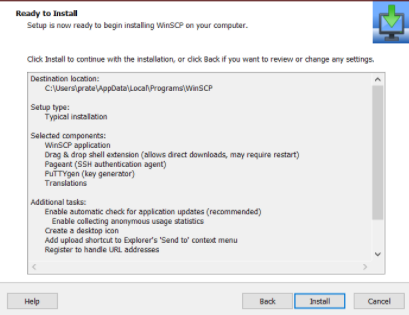 Ready to Install
Setup is now ready to begin installing WinSCP on your computer.
Click Install to continue with the installation, or click Back if you want to review or change any settings.
Destination location:
C:\Users\prate\AppData\Local\Programs\WinSCP
Setup type:
Typical installation
Selected components:
WinSCP application
Drag & drop shell extension (allows direct downloads, may require restart)
Pageant (SSH authentication agent)
PuTTYgen (key generator)
Translations
Additional tasks:
Enable automatic check for application updates (recommended)
Enable collecting anonymous usage statistics
Create a desktop icon
Add upload shortcut to Explorer's 'Send to' context menu
Register to handle URL addresses
Help
Back
Install
Cancel